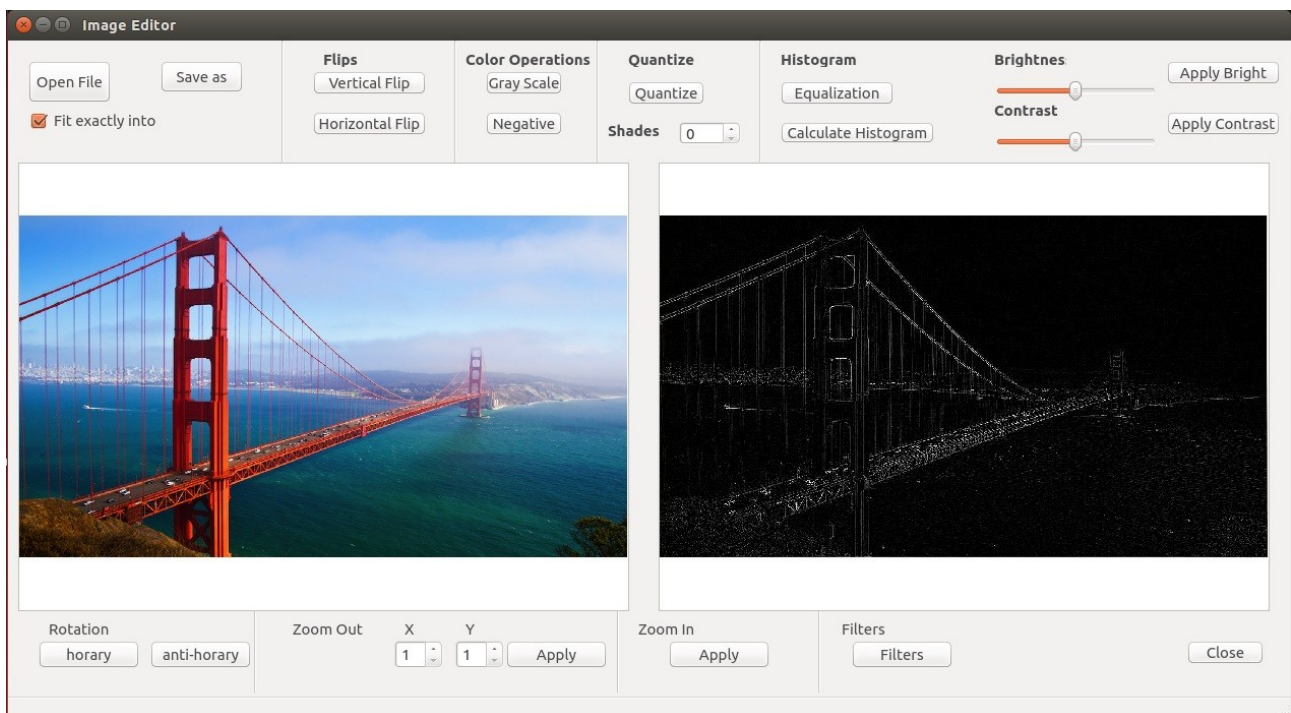 Image Editor
Open File
Save as
Fit exactly into
Flips
Vertical Flip
Horizontal Flip
Color Operations
Gray Scale
Negative
Quantize
Quantize
Shades 0
Histogram
Equalization
Calculate Histogram
Brightnes
Apply Bright
Contrast
Apply Contrast
Rotation
horary anti-horary
Zoom Out X Y
1 1 Apply
Zoom In
Apply
Filters
Filters
Close